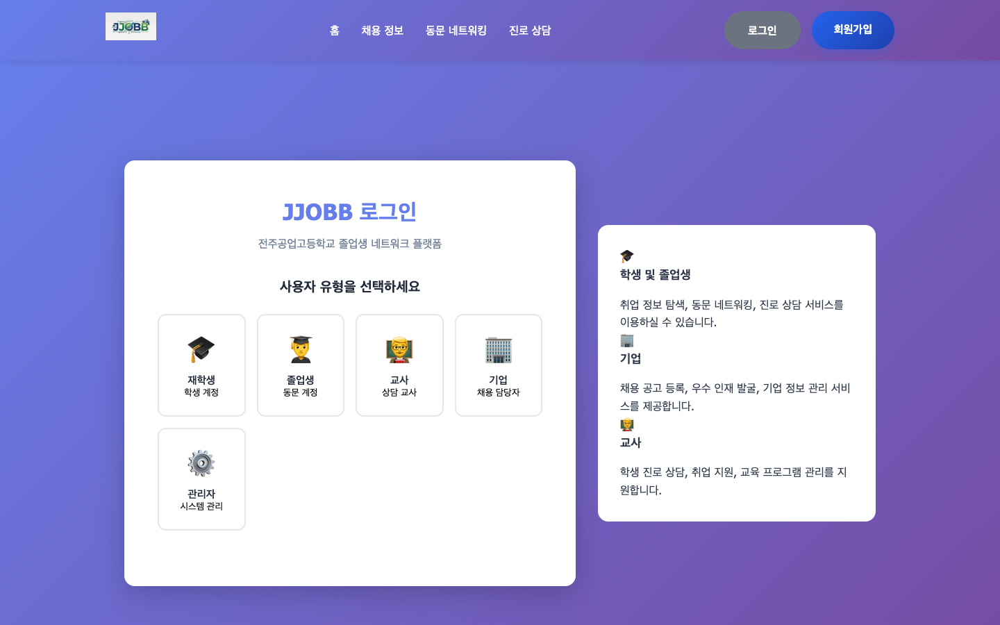 JJOBB
홈
채용 정보
동문 네트워킹
진로 상담
로그인
회원가입
JJOBB 로그인
전주공업고등학교 졸업생 네트워크 플랫폼
사용자 유형을 선택하세요
재학생
학생 계정
졸업생
동문 계정
교사
상담 교사
기업
채용 담당자
관리자
시스템 관리
학생 및 졸업생
취업 정보 탐색, 동문 네트워킹, 진로 상담 서비스를
이용하실 수 있습니다.
기업
채용 공고 등록, 우수 인재 발굴, 기업 정보 관리 서비
스를 제공합니다.
교사
학생 진로 상담, 취업 지원, 교육 프로그램 관리를 지
원합니다.